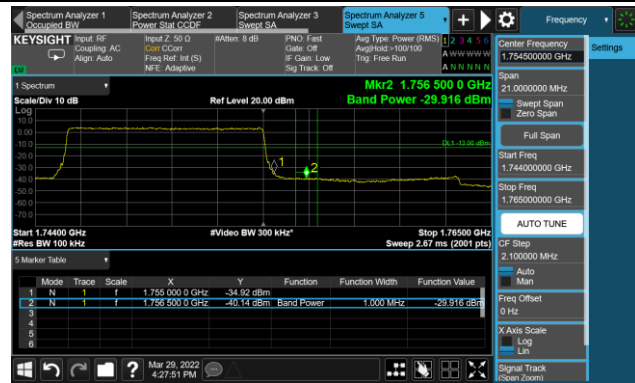 Spectrum Analyzer 1
Occupied BW
Spectrum Analyzer 2
Power Stat CCDF
Spectrum Analyzer 3
Swept SA
Spectrum Analyzer 5
Swept SA
Frequency
KEYSIGHT
Input: RF
Coupling: AC
Align: Auto
Input Z: 50 Ω
Corr CCorr
Freq Ref: Int (S)
NFE: Adaptive
#Atten: 8 dB
PNO: Fast
Gate: Off
IF Gain: Low
Sig Track: Off
Avg Type: Power (RMS)
Avg|Hold:>100/100
Trig: Free Run
1 2 3 4 5 6
A W W W W W
A N N N N N
1 Spectrum
Scale/Div 10 dB
Ref Level 20.00 dBm
Mkr2 1.756 500 0 GHz
Band Power -29.916 dBm
Log
10.0
0.00
-10.0
-20.0
-30.0
-40.0
-50.0
-60.0
-70.0
DL1 -13.00 dBm
1
2
Start 1.74400 GHz
#Video BW 300 kHz*
Stop 1.76500 GHz
#Res BW 100 kHz
Sweep 2.67 ms (2001 pts)
5 Marker Table
Mode Trace Scale X Y Function Function Width Function Value
1 N 1 f 1.755 000 0 GHz -34.92 dBm
2 N 1 f 1.756 500 0 GHz -40.14 dBm Band Power 1.000 MHz -29.916 dBm
3
4
5
6
Mar 29, 2022
4:27:51 PM
Center Frequency
1.754500000 GHz
Settings
Span
21.0000000 MHz
Swept Span
Zero Span
Full Span
Start Freq
1.744000000 GHz
Stop Freq
1.765000000 GHz
AUTO TUNE
CF Step
2.100000 MHz
Auto
Man
Freq Offset
0 Hz
X Axis Scale
Log
Lin
Signal Track
(Span Zoom)